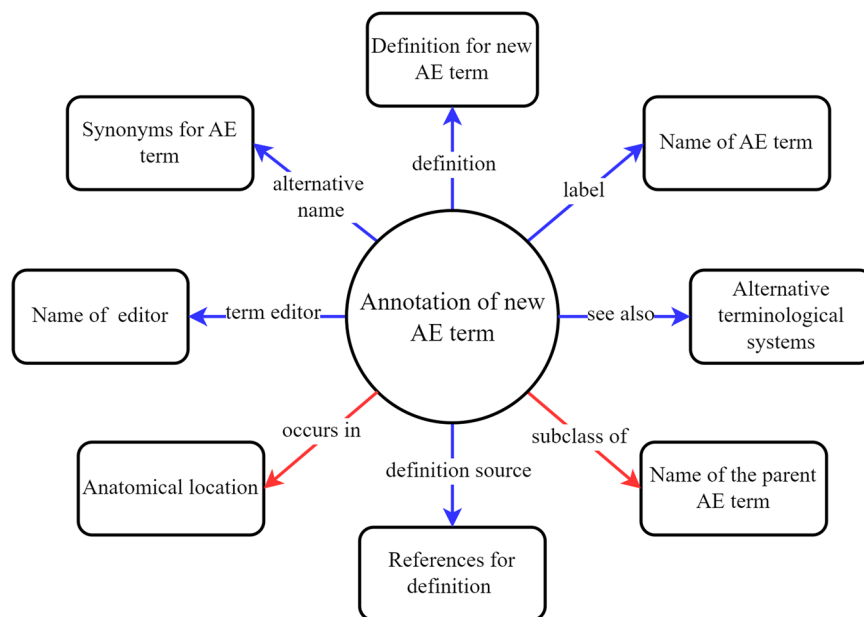 Definition for new
AE term
Synonyms for AE
term
Name of AE term
definition
alternative
name
label
Annotation of new
AE term
Name of editor
term editor
see also
Alternative
terminological
systems
occurs in
subclass of
Anatomical location
definition source
Name of the parent
AE term
References for
definition